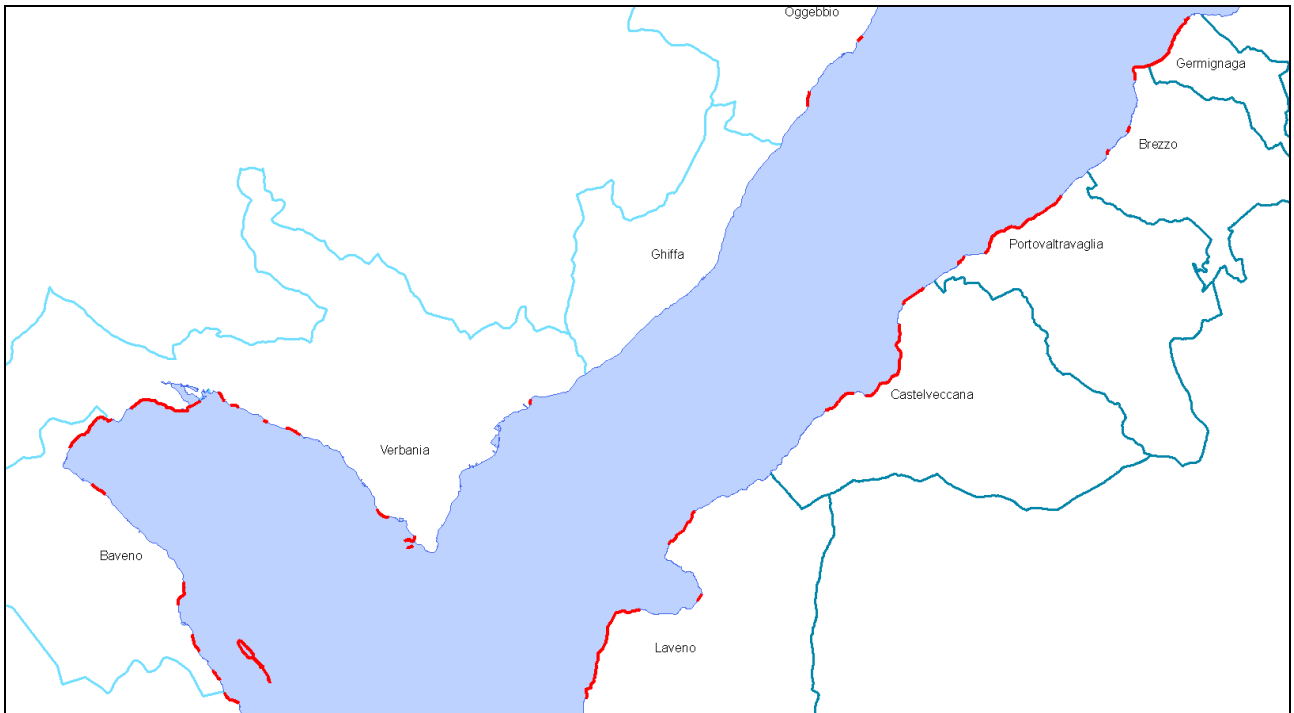 Oggebbio
Germignaga
Brezzo
Portovaltravaglia
Ghiffa
Castelveccana
Verbania
Baveno
Laveno